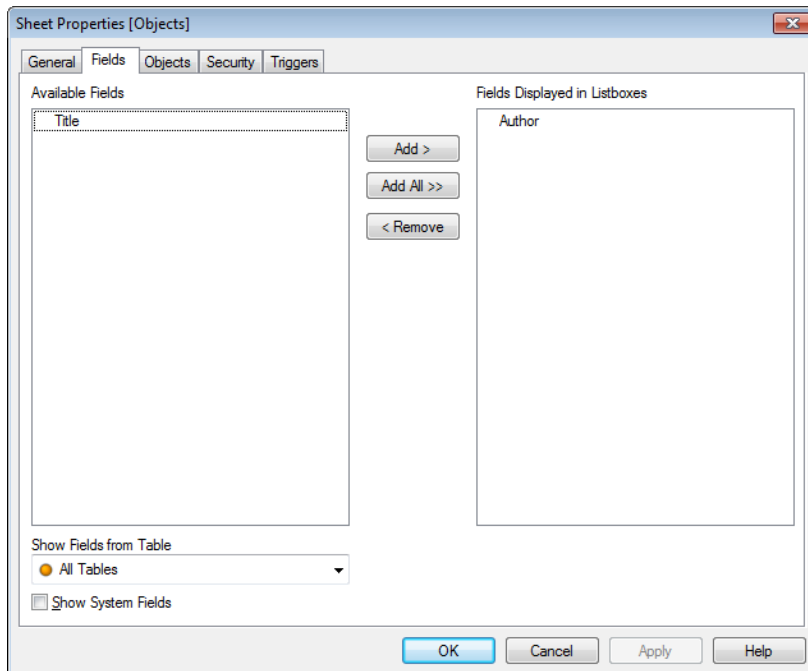 Sheet Properties [Objects]
General Fields Objects Security Triggers
Available Fields
Title
Add >
Add All >>
< Remove
Fields Displayed in Listboxes
Author
Show Fields from Table
All Tables
Show System Fields
OK Cancel Apply Help